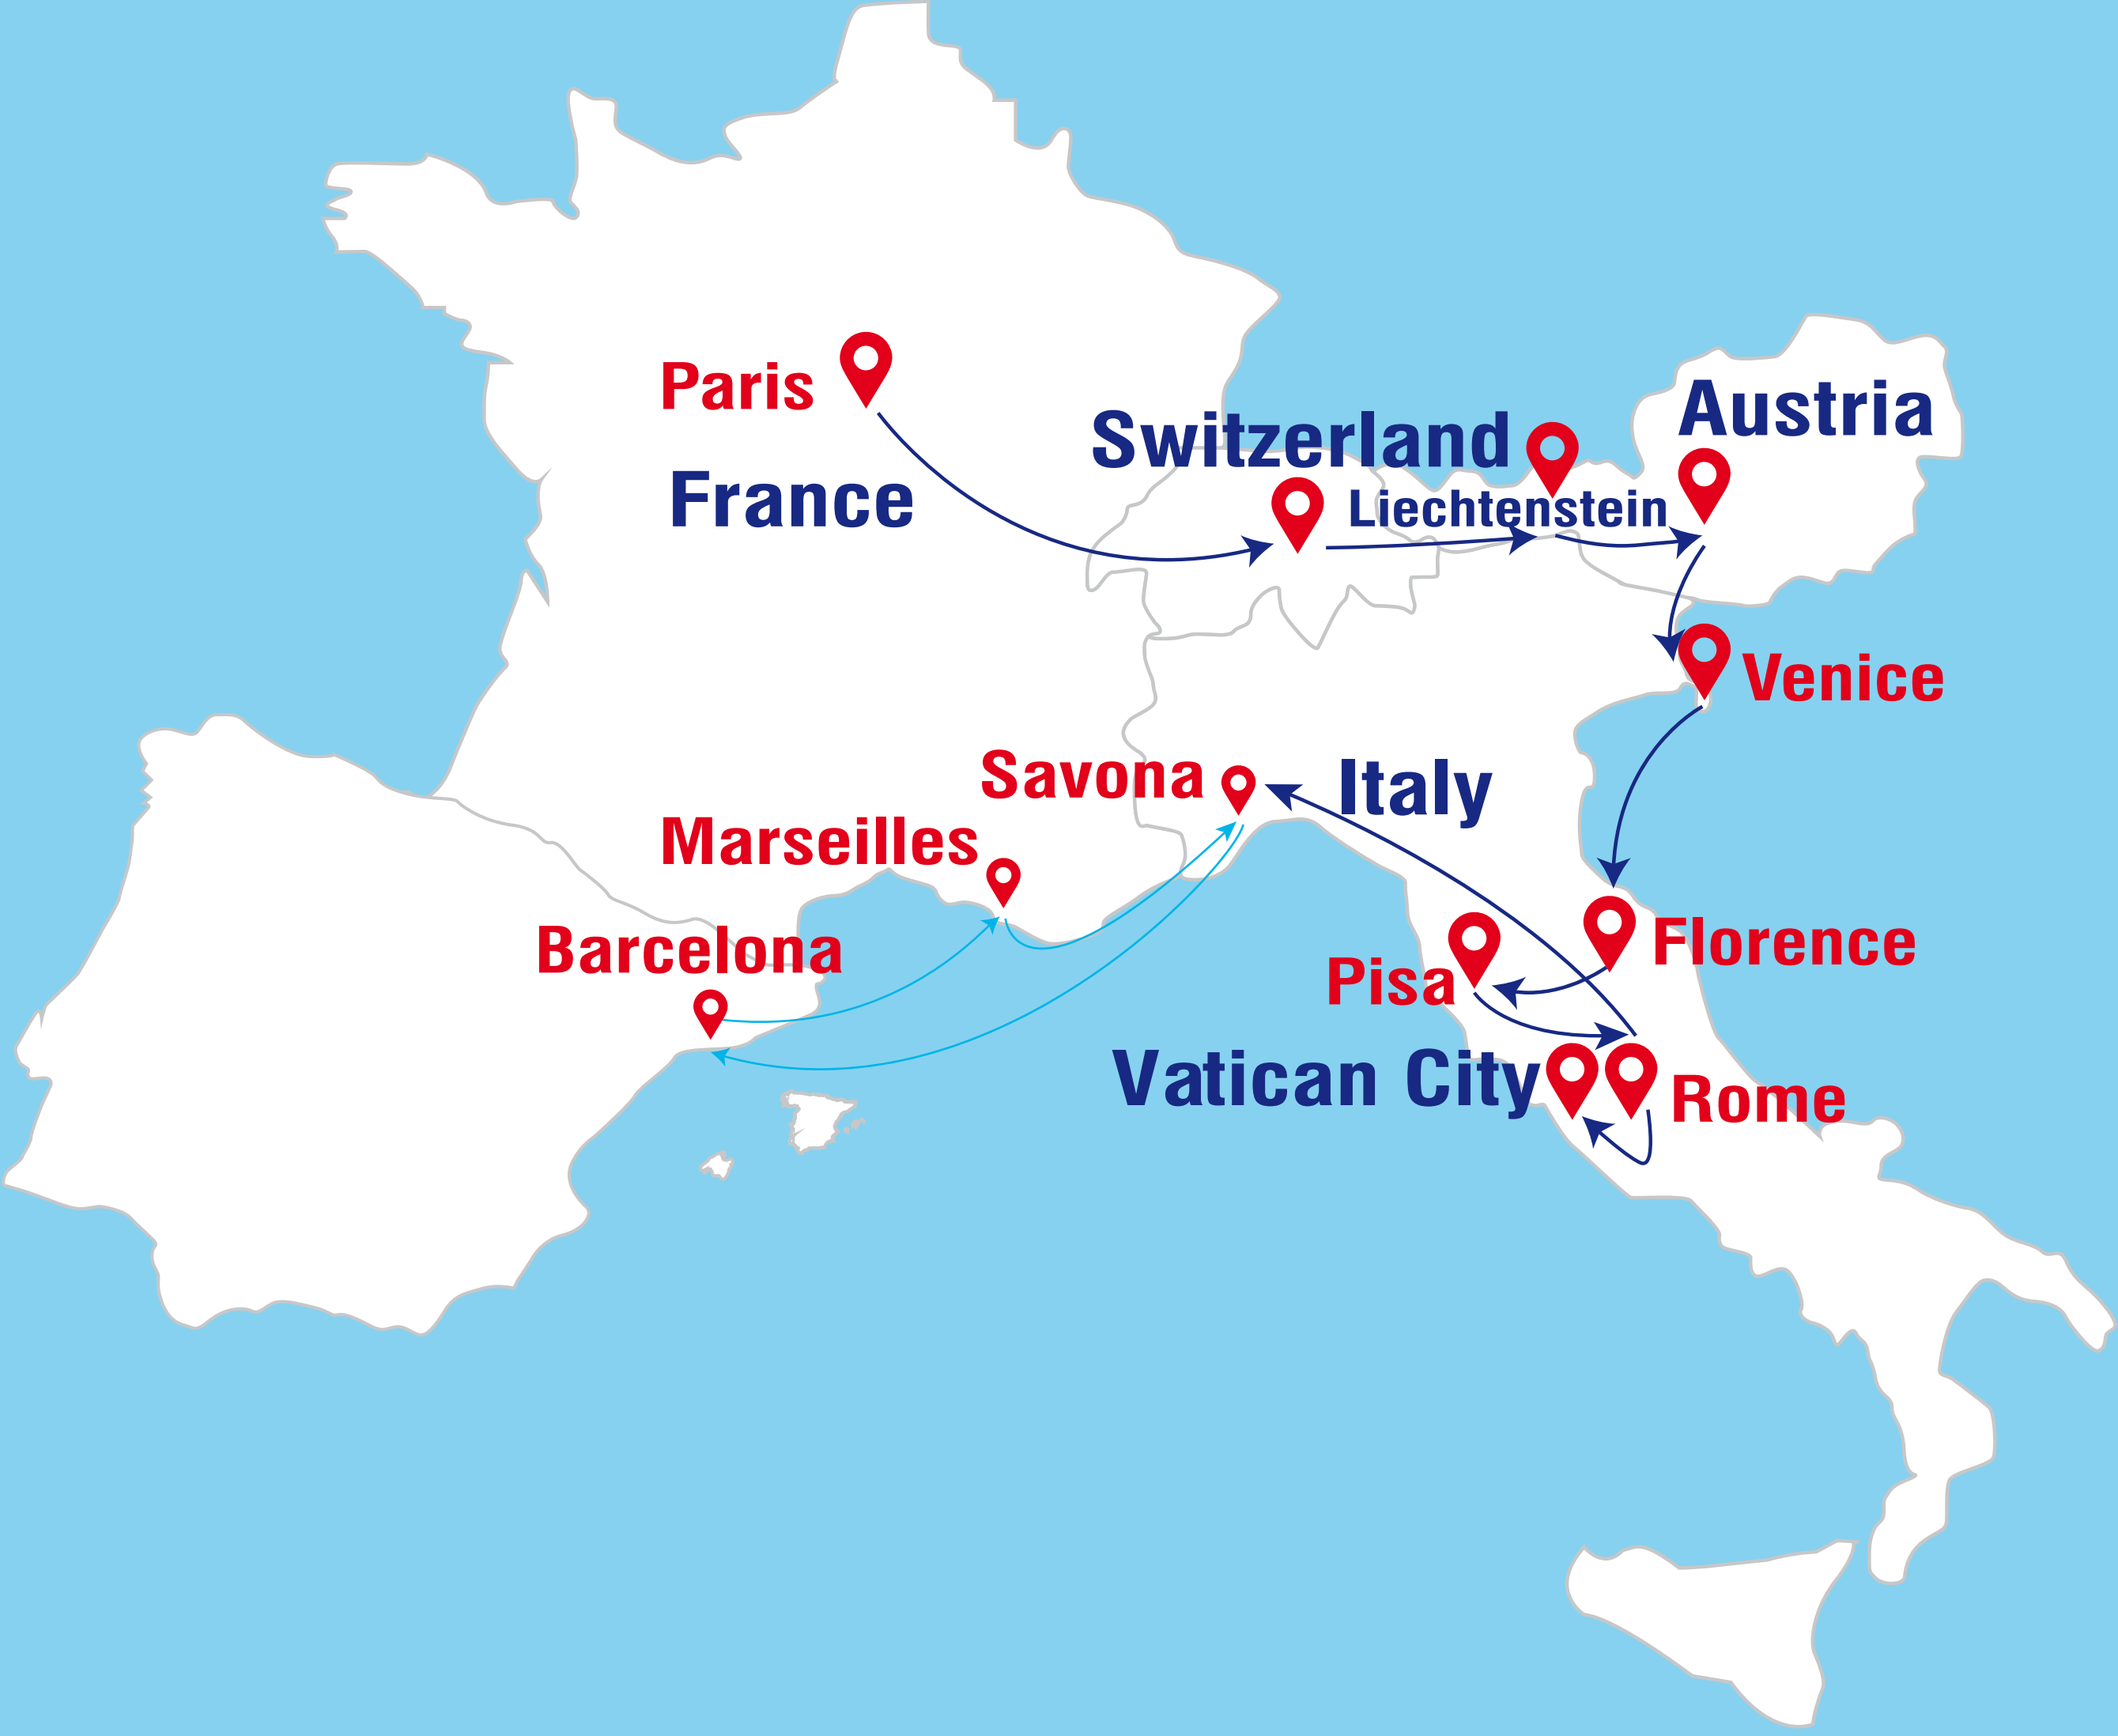 Paris
France
Switzerland
Liechtenstein
Austria
Venice
Savona
Italy
Marseilles
Barcelona
Florence
Pisa
Vatican City
Rome